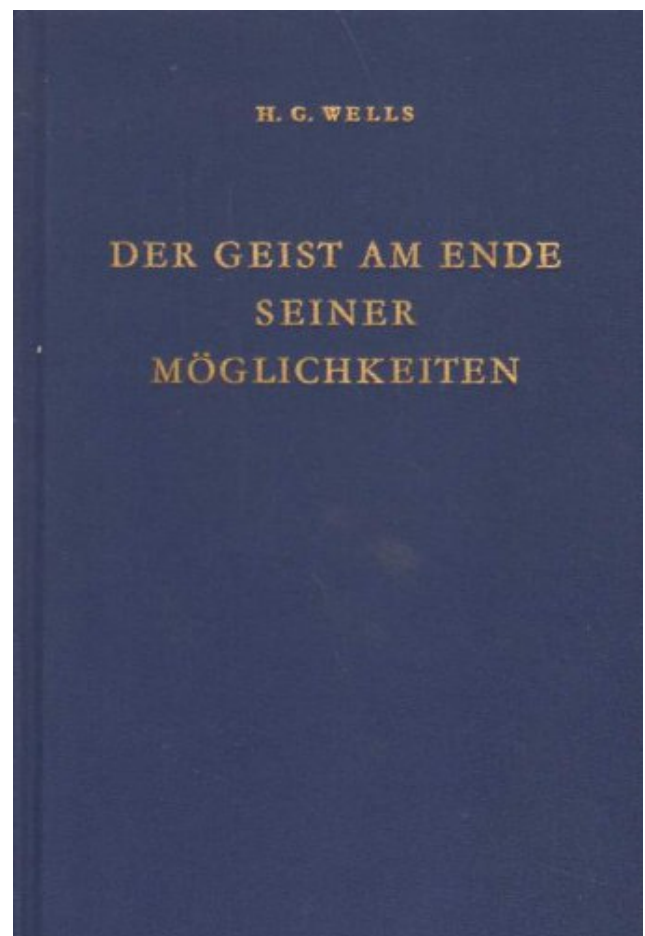 H. G. WELLS
DER GEIST AM ENDE
SEINER
MÖGLICHKEITEN